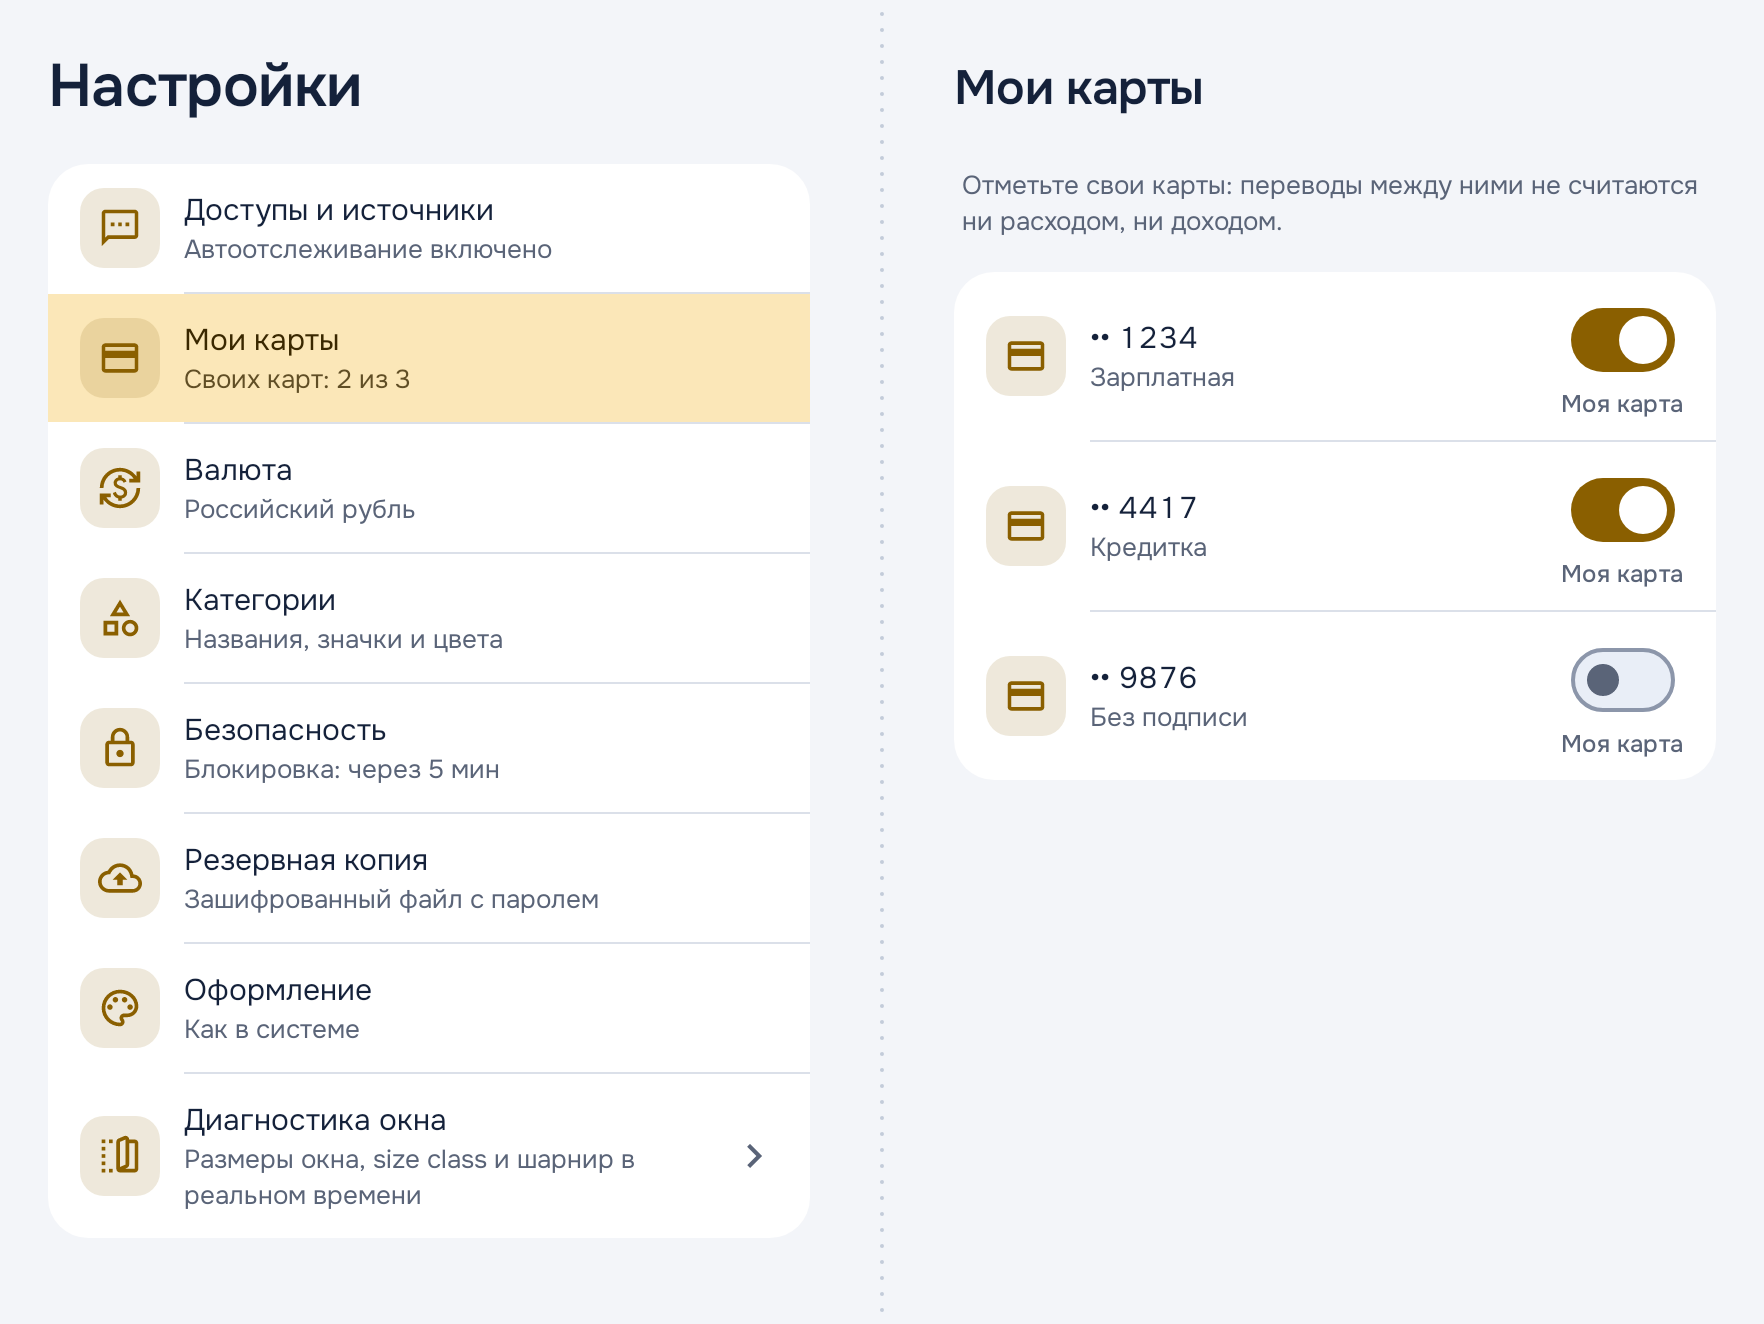 Настройки
Доступы и источники
Автоотслеживание включено
Мои карты
Своих карт: 2 из 3
Валюта
Российский рубль
Категории
Названия, значки и цвета
Безопасность
Блокировка: через 5 мин
Резервная копия
Зашифрованный файл с паролем
Оформление
Как в системе
Диагностика окна
Размеры окна, size class и шарнир в
реальном времени
Мои карты
Отметьте свои карты: переводы между ними не считаются
ни расходом, ни доходом.
•• 1234
Зарплатная
Моя карта
•• 4417
Кредитка
Моя карта
•• 9876
Без подписи
Моя карта